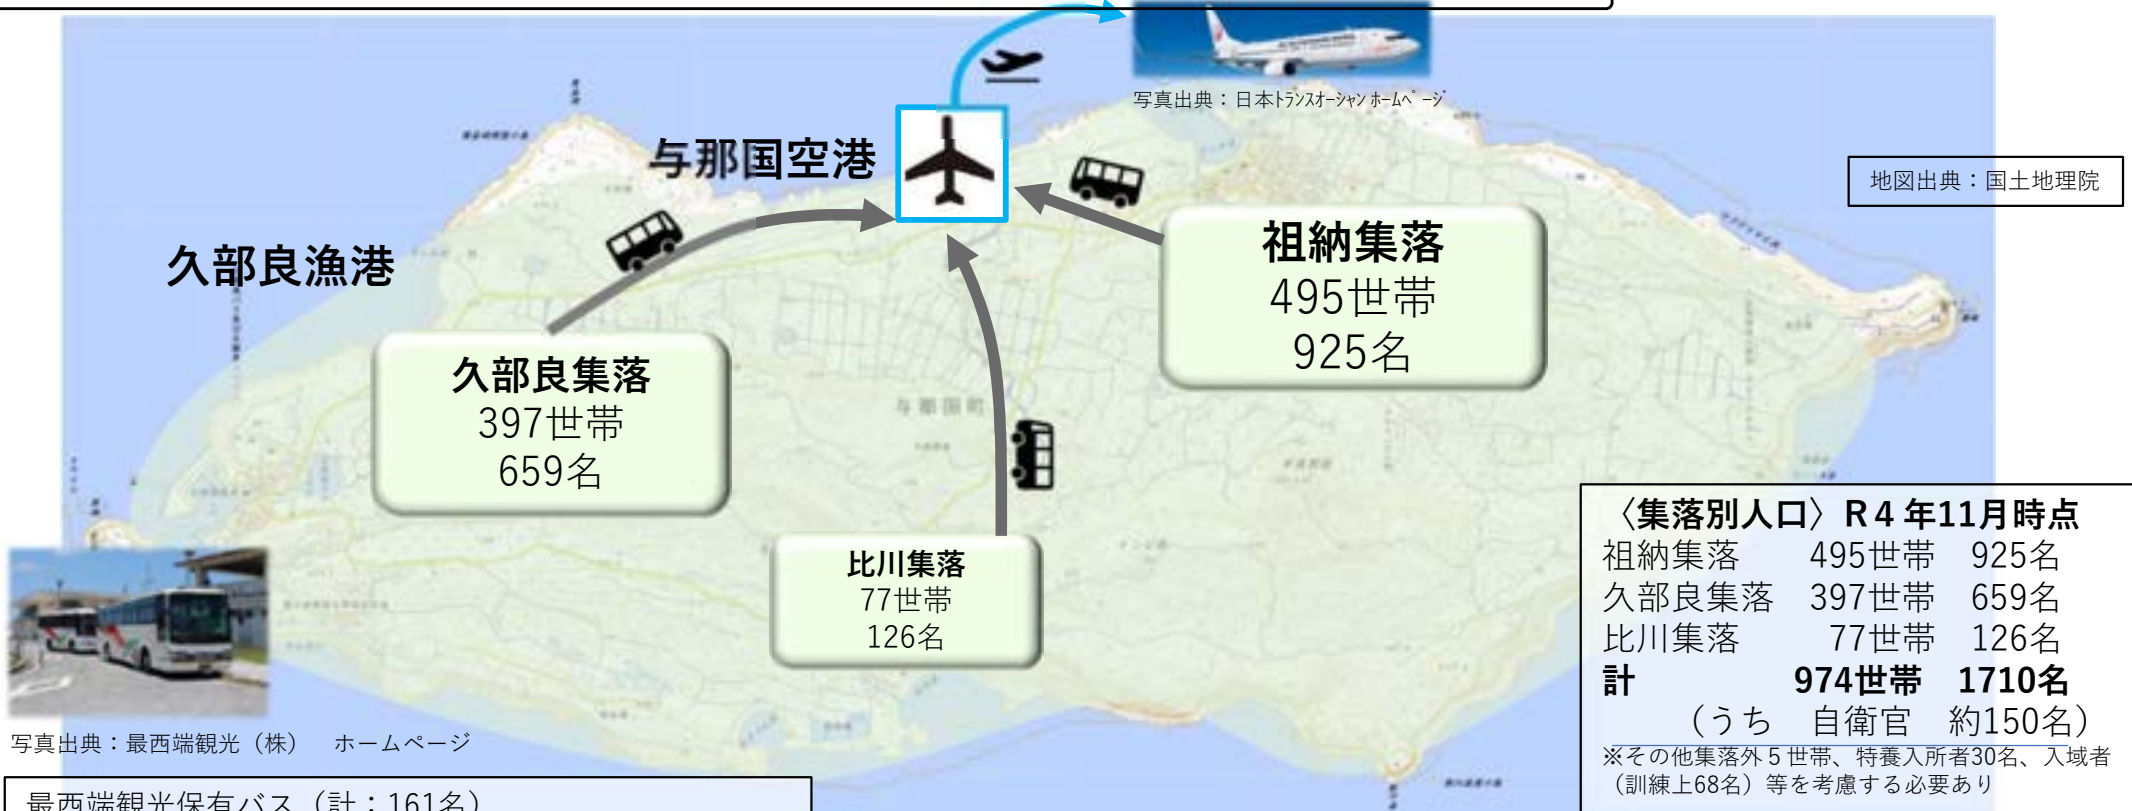 写真出典：日本トランスオーシャン ホームページ
与那国空港
地図出典：国土地理院
久部良漁港
祖納集落
495世帯
925名
久部良集落
397世帯
659名
与那国町
比川集落
77世帯
126名
〈集落別人口〉R４年11月時点
祖納集落　495世帯　925名
久部良集落　397世帯　659名
比川集落　77世帯　126名
計　974世帯　1710名
（うち　自衛官　約150名）
※その他集落外５世帯、特養入所者30名、入域者
（訓練上68名）等を考慮する必要あり
写真出典：最西端観光（株）　ホームページ
最西端観光保有バス（計：161名）